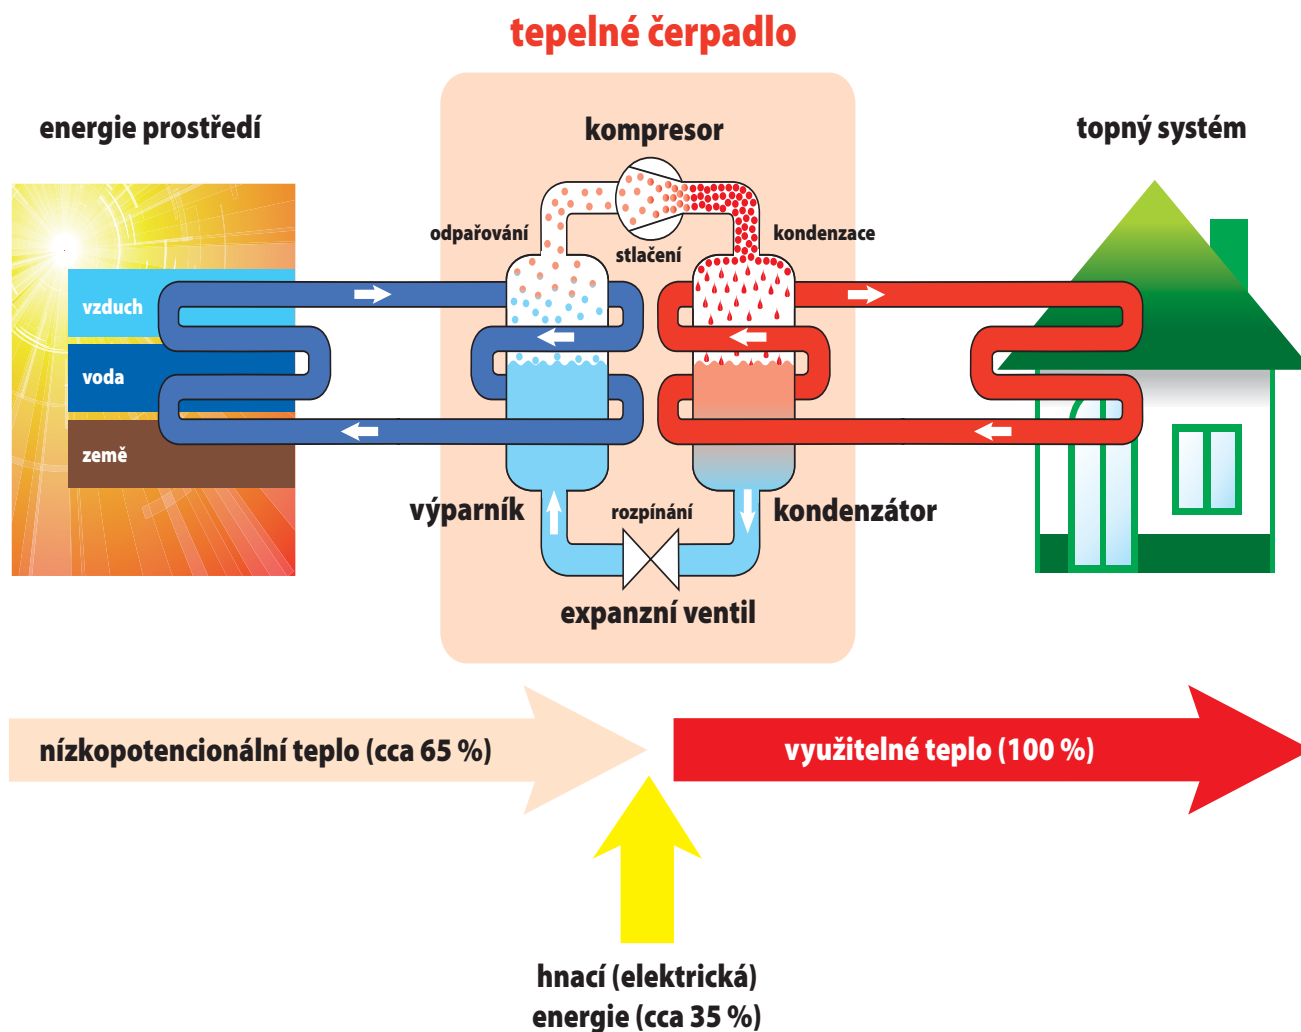 tepelné čerpadlo
energie prostředí
kompresor
topný systém
odpařování
stlačení
kondenzace
vzduch
voda
země
výparník
rozpínání
kondenzátor
expanzní ventil
nízkopotencionální teplo (cca 65 %)
využitelné teplo (100 %)
hnací (elektrická)
energie (cca 35 %)